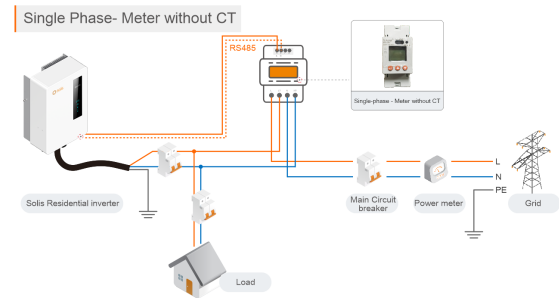 Single Phase- Meter without CT
RS485
Single-phase - Meter without CT
L
N
PE
Solis Residential inverter
Main Circuit
breaker
Power meter
Grid
Load